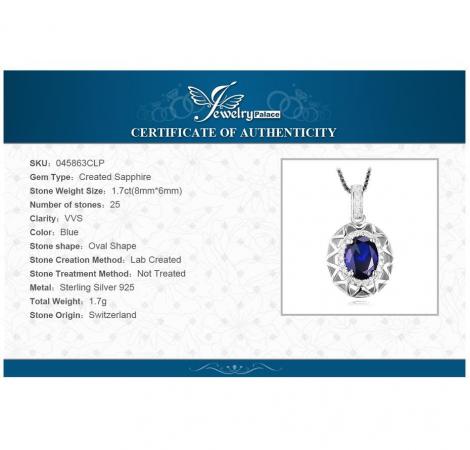 Jewelry Palace
CERTIFICATE OF AUTHENTICITY
SKU: 045863CLP
Gem Type: Created Sapphire
Stone Weight Size: 1.7ct(8mm*6mm)
Number of stones: 25
Clarity: VVS
Color: Blue
Stone shape: Oval Shape
Stone Creation Method: Lab Created
Stone Treatment Method: Not Treated
Metal: Sterling Silver 925
Total Weight: 1.7g
Stone Origin: Switzerland